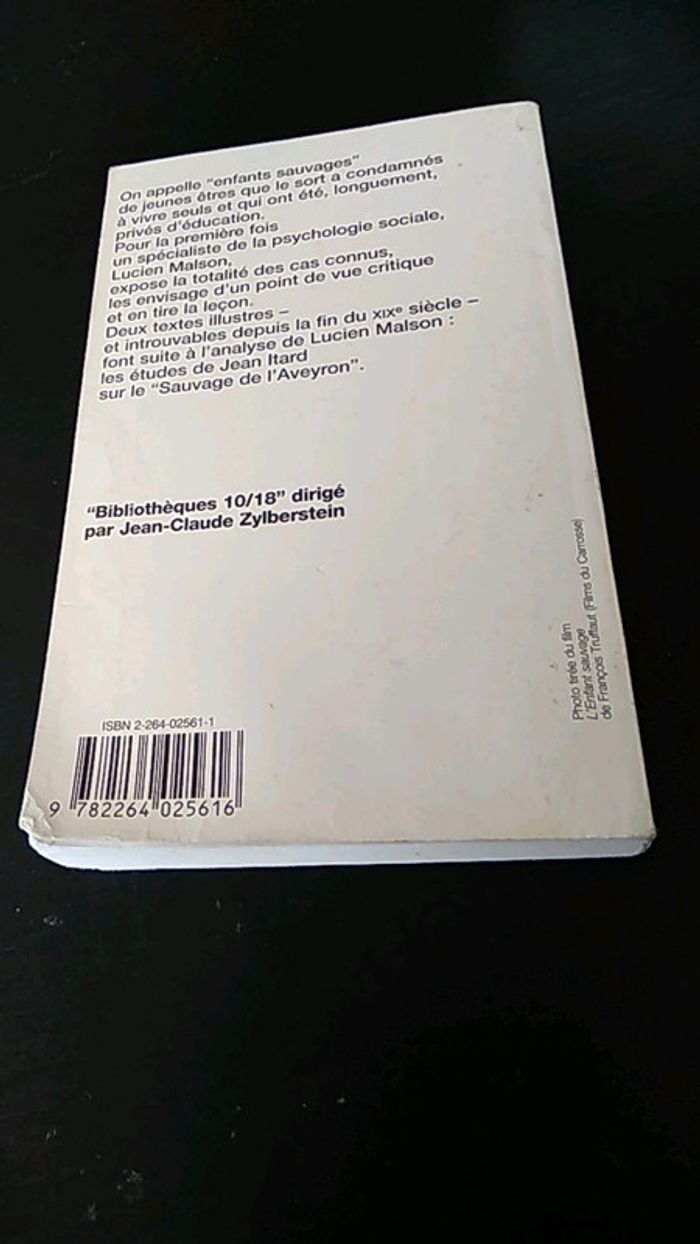 On appelle "enfants sauvages"
de jeunes êtres que le sort a condamnés
à vivre seuls et qui ont été, longuement,
privés d'éducation.
Pour la première fois
un spécialiste de la psychologie sociale,
Lucien Malson,
expose la totalité des cas connus,
les envisage d'un point de vue critique
et en tire la leçon.
Deux textes illustres –
et introuvables depuis la fin du XIXe siècle –
font suite à l'analyse de Lucien Malson :
les études de Jean Itard
sur le "Sauvage de l'Aveyron".
"Bibliothèques 10/18" dirigé
par Jean-Claude Zylberstein
Photo tirée du film
L'Enfant sauvage
de François Truffaut (Films du Carrosse)
ISBN 2-264-02561-1
9 782264 025616